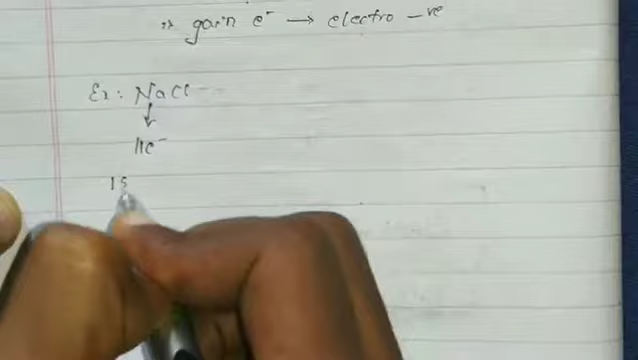 » gain e⁻ → electro -ve
Ex: NaCl
↓
11e⁻
1s